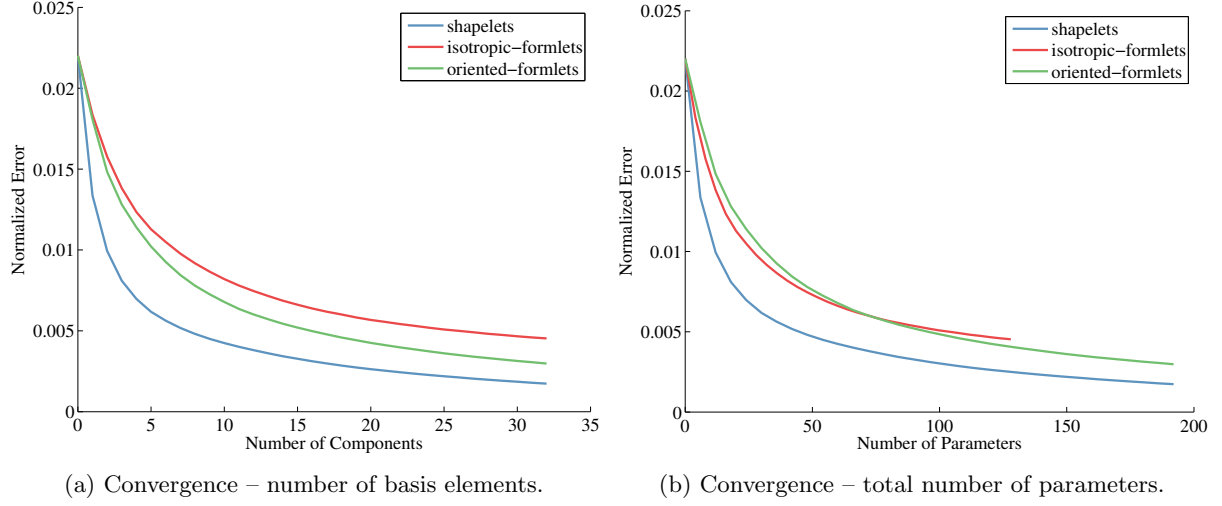 0.025
0.02
0.015
0.01
0.005
0
0 5 10 15 20 25 30 35
Normalized Error
Number of Components
shapelets
isotropic−formlets
oriented−formlets
(a) Convergence – number of basis elements.
0.025
0.02
0.015
0.01
0.005
0
0 50 100 150 200
Normalized Error
Number of Parameters
shapelets
isotropic−formlets
oriented−formlets
(b) Convergence – total number of parameters.